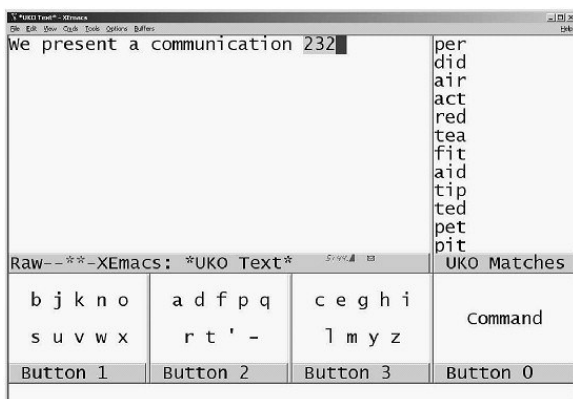 *UKO Text* - XEmacs
File Edit View Cmds Tools Options Buffers Help
We present a communication 232
per
did
air
act
red
tea
fit
aid
tip
ted
pet
pit
Raw--**-XEmacs: *UKO Text*
UKO Matches
b j k n o
s u v w x
a d f p q
r t ' -
c e g h i
l m y z
Command
Button 1
Button 2
Button 3
Button 0